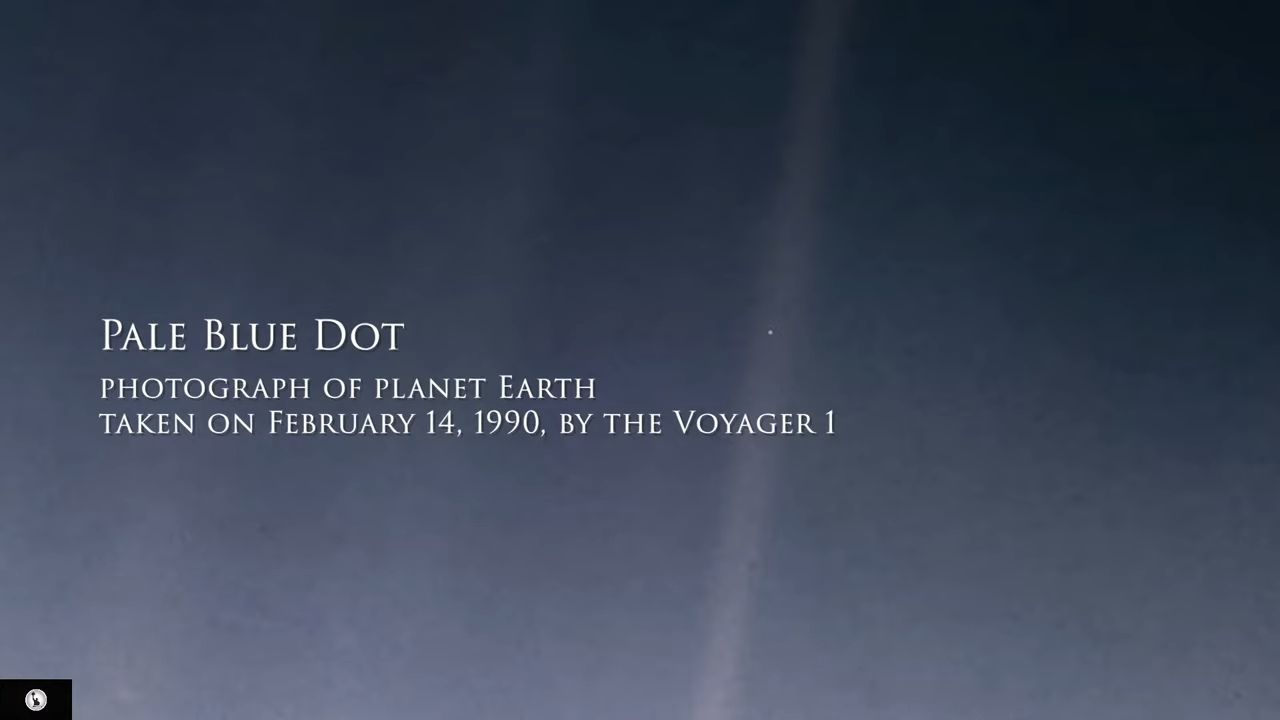 Pale Blue Dot
photograph of planet Earth
taken on February 14, 1990, by the Voyager 1